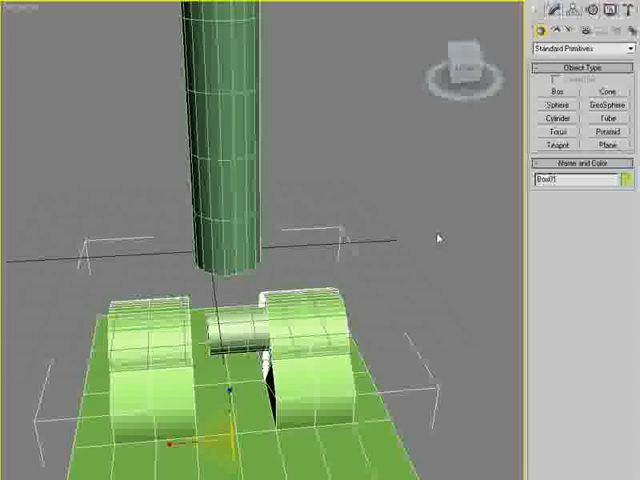 Standard Primitives
Object Type
Box Cone
Sphere GeoSphere
Cylinder Tube
Torus Pyramid
Teapot Plane
Name and Color
Box01